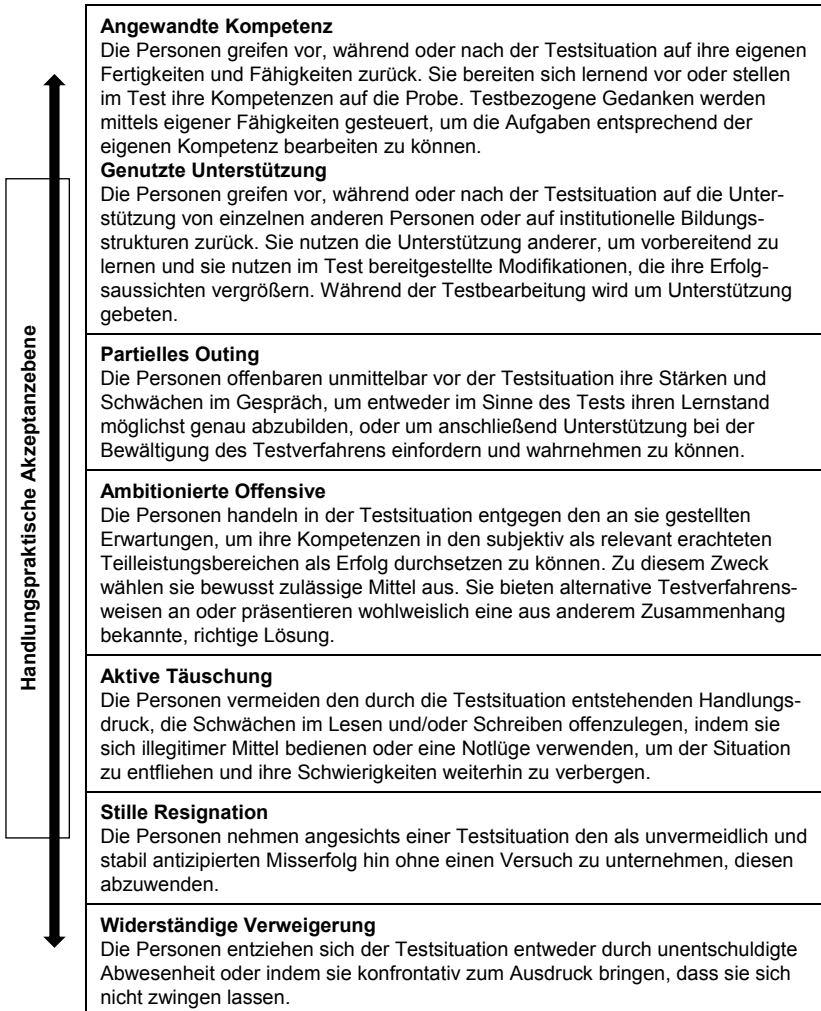 Handlungspraktische Akzeptanzebene
Angewandte Kompetenz
Die Personen greifen vor, während oder nach der Testsituation auf ihre eigenen
Fertigkeiten und Fähigkeiten zurück. Sie bereiten sich lernend vor oder stellen
im Test ihre Kompetenzen auf die Probe. Testbezogene Gedanken werden
mittels eigener Fähigkeiten gesteuert, um die Aufgaben entsprechend der
eigenen Kompetenz bearbeiten zu können.
Genutzte Unterstützung
Die Personen greifen vor, während oder nach der Testsituation auf die Unter-
stützung von einzelnen anderen Personen oder auf institutionelle Bildungs-
strukturen zurück. Sie nutzen die Unterstützung anderer, um vorbereitend zu
lernen und sie nutzen im Test bereitgestellte Modifikationen, die ihre Erfolg-
saussichten vergrößern. Während der Testbearbeitung wird um Unterstützung
gebeten.
Partielles Outing
Die Personen offenbaren unmittelbar vor der Testsituation ihre Stärken und
Schwächen im Gespräch, um entweder im Sinne des Tests ihren Lernstand
möglichst genau abzubilden, oder um anschließend Unterstützung bei der
Bewältigung des Testverfahrens einfordern und wahrnehmen zu können.
Ambitionierte Offensive
Die Personen handeln in der Testsituation entgegen den an sie gestellten
Erwartungen, um ihre Kompetenzen in den subjektiv als relevant erachteten
Teilleistungsbereichen als Erfolg durchsetzen zu können. Zu diesem Zweck
wählen sie bewusst zulässige Mittel aus. Sie bieten alternative Testverfahrens-
weisen an oder präsentieren wohlweislich eine aus anderem Zusammenhang
bekannte, richtige Lösung.
Aktive Täuschung
Die Personen vermeiden den durch die Testsituation entstehenden Handlungs-
druck, die Schwächen im Lesen und/oder Schreiben offenzulegen, indem sie
sich illegitimer Mittel bedienen oder eine Notlüge verwenden, um der Situation
zu entfliehen und ihre Schwierigkeiten weiterhin zu verbergen.
Stille Resignation
Die Personen nehmen angesichts einer Testsituation den als unvermeidlich und
stabil antizipierten Misserfolg hin ohne einen Versuch zu unternehmen, diesen
abzuwenden.
Widerständige Verweigerung
Die Personen entziehen sich der Testsituation entweder durch unentschuldigte
Abwesenheit oder indem sie konfrontativ zum Ausdruck bringen, dass sie sich
nicht zwingen lassen.